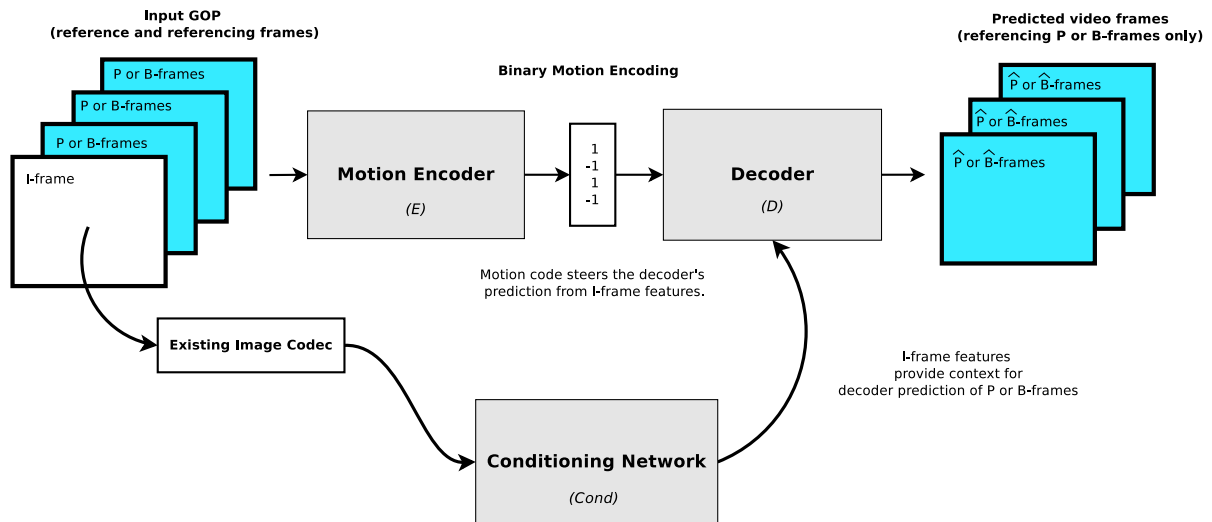 Input GOP
(reference and referencing frames)
P or B-frames
P or B-frames
P or B-frames
I-frame
Binary Motion Encoding
Motion Encoder
(E)
1
-1
1
-1
Decoder
(D)
Predicted video frames
(referencing P or B-frames only)
P̂ or B̂-frames
P̂ or B̂-frames
P̂ or B̂-frames
Motion code steers the decoder's
prediction from I-frame features.
Existing Image Codec
I-frame features
provide context for
decoder prediction of P or B-frames
Conditioning Network
(Cond)